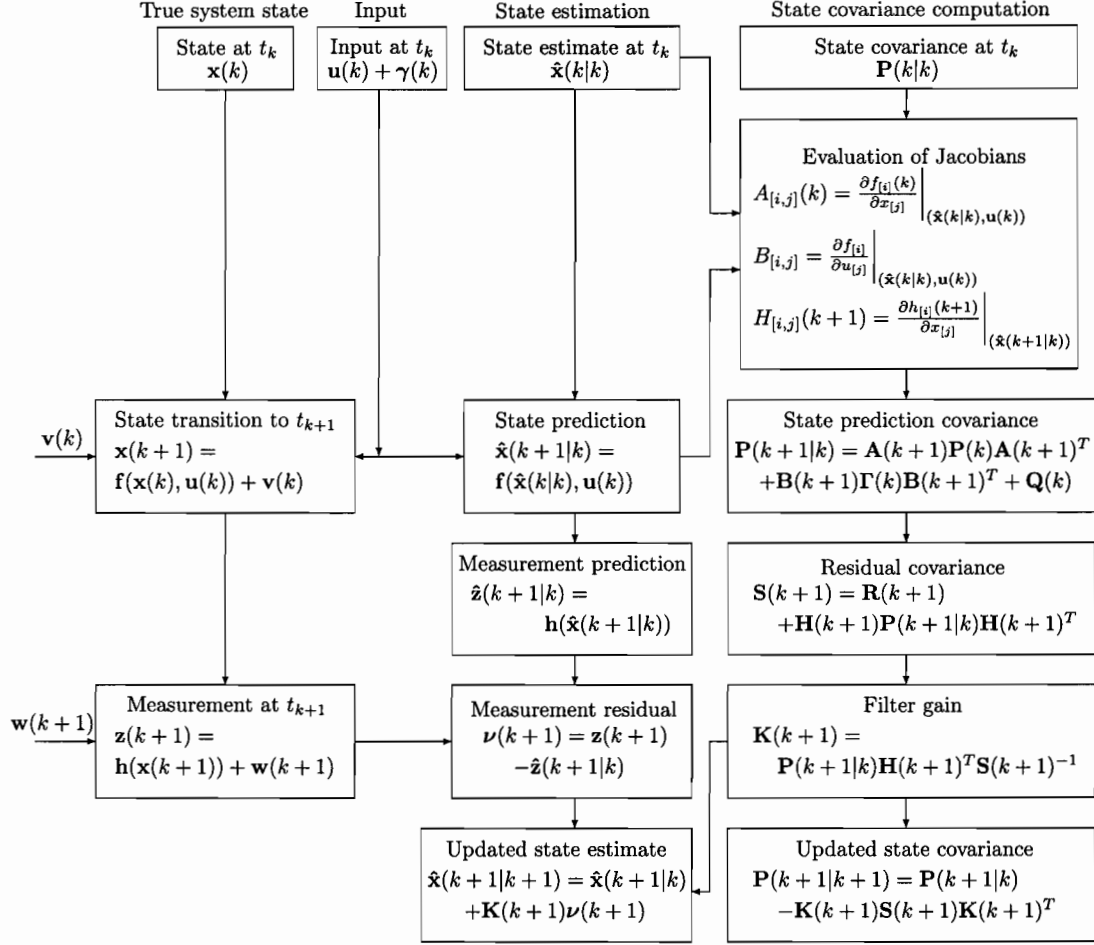 True system state
Input
State estimation
State covariance computation
State at t_k
x(k)
Input at t_k
u(k) + γ(k)
State estimate at t_k
x̂(k|k)
State covariance at t_k
P(k|k)
Evaluation of Jacobians
A_[i,j](k) = ∂f_[i](k)/∂x_[j] |_(x̂(k|k),u(k))
B_[i,j] = ∂f_[i]/∂u_[j] |_(x̂(k|k),u(k))
H_[i,j](k+1) = ∂h_[i](k+1)/∂x_[j] |_(x̂(k+1|k))
v(k)
State transition to t_{k+1}
x(k + 1) =
f(x(k), u(k)) + v(k)
State prediction
x̂(k + 1|k) =
f(x̂(k|k), u(k))
State prediction covariance
P(k + 1|k) = A(k + 1)P(k)A(k + 1)^T
+B(k + 1)Γ(k)B(k + 1)^T + Q(k)
Measurement prediction
ẑ(k + 1|k) =
h(x̂(k + 1|k))
Residual covariance
S(k + 1) = R(k + 1)
+H(k + 1)P(k + 1|k)H(k + 1)^T
w(k + 1)
Measurement at t_{k+1}
z(k + 1) =
h(x(k + 1)) + w(k + 1)
Measurement residual
ν(k + 1) = z(k + 1)
−ẑ(k + 1|k)
Filter gain
K(k + 1) =
P(k + 1|k)H(k + 1)^T S(k + 1)^{−1}
Updated state estimate
x̂(k + 1|k + 1) = x̂(k + 1|k)
+K(k + 1)ν(k + 1)
Updated state covariance
P(k + 1|k + 1) = P(k + 1|k)
−K(k + 1)S(k + 1)K(k + 1)^T